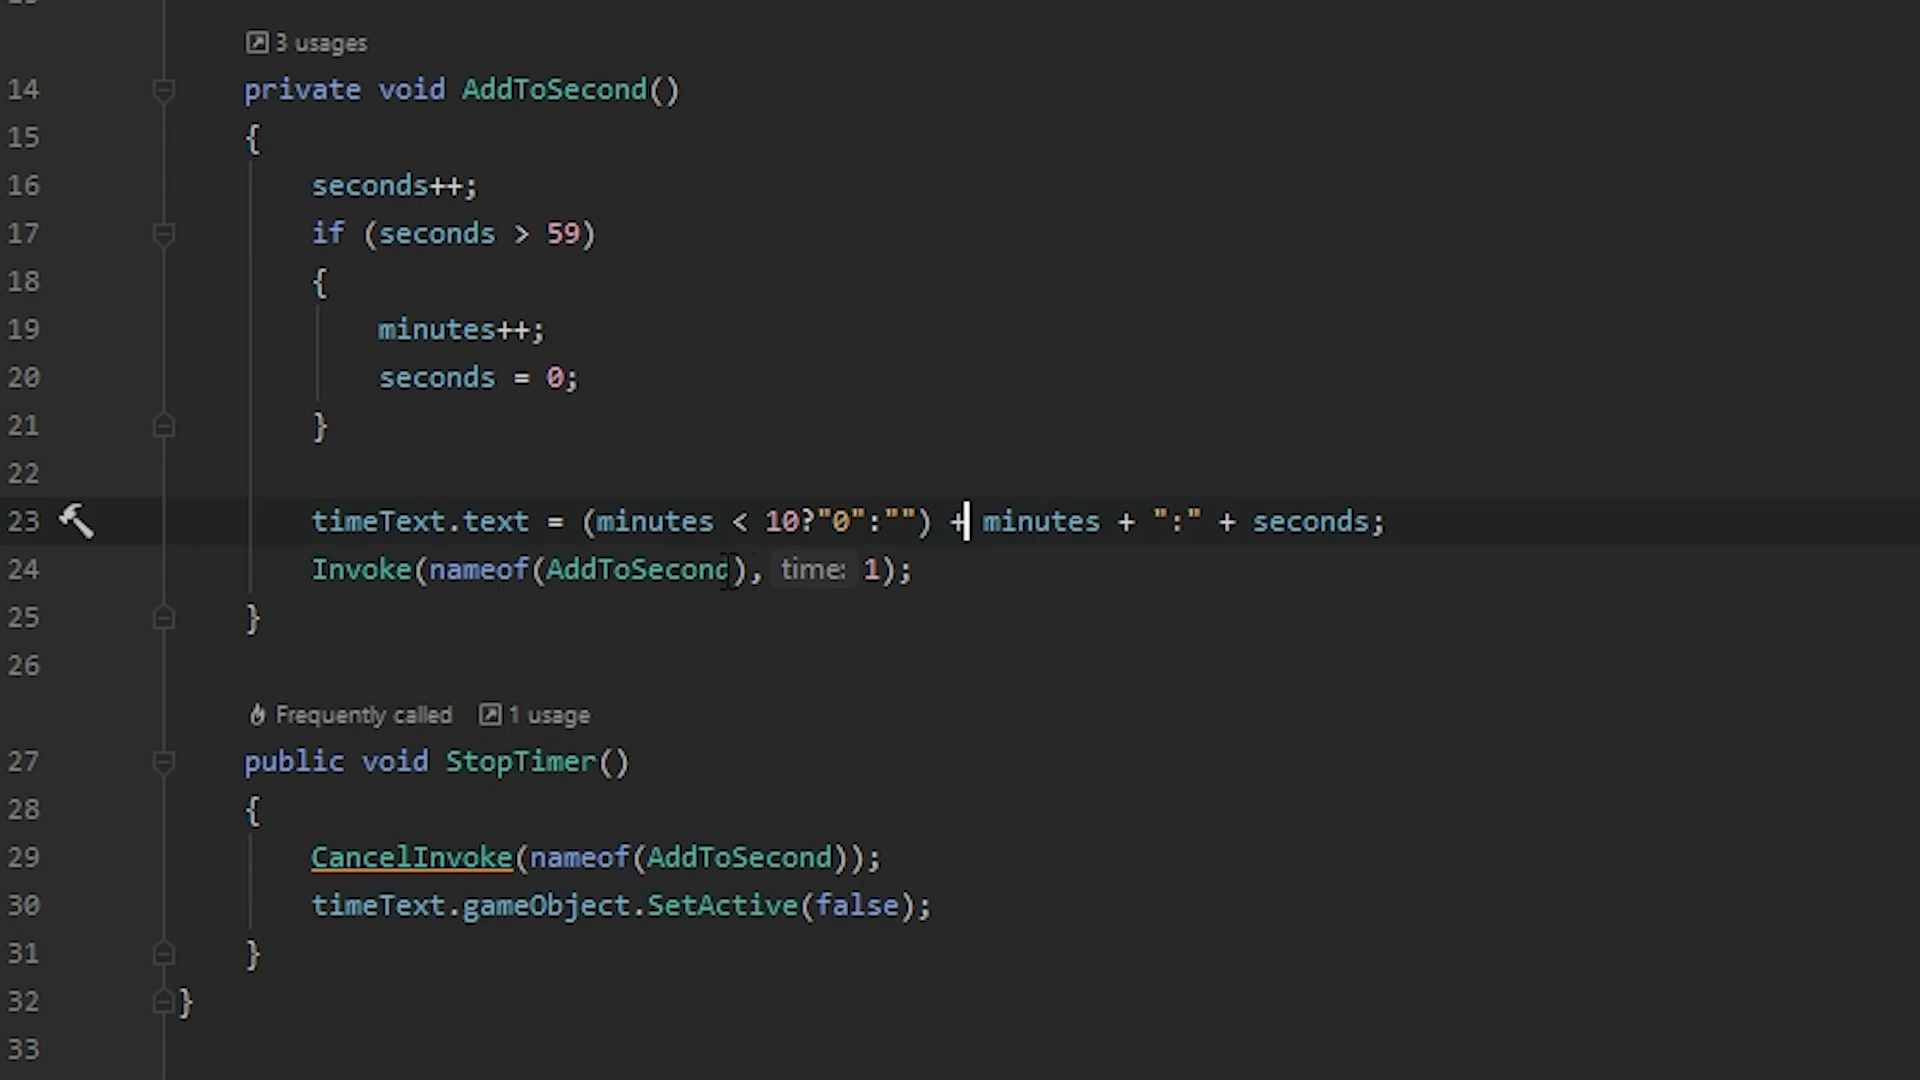 3 usages
14 private void AddToSecond()
15 {
16 seconds++;
17 if (seconds > 59)
18 {
19 minutes++;
20 seconds = 0;
21 }
22
23 timeText.text = (minutes < 10?"0":"") + minutes + ":" + seconds;
24 Invoke(nameof(AddToSecond), time: 1);
25 }
26
Frequently called 1 usage
27 public void StopTimer()
28 {
29 CancelInvoke(nameof(AddToSecond));
30 timeText.gameObject.SetActive(false);
31 }
32 }
33